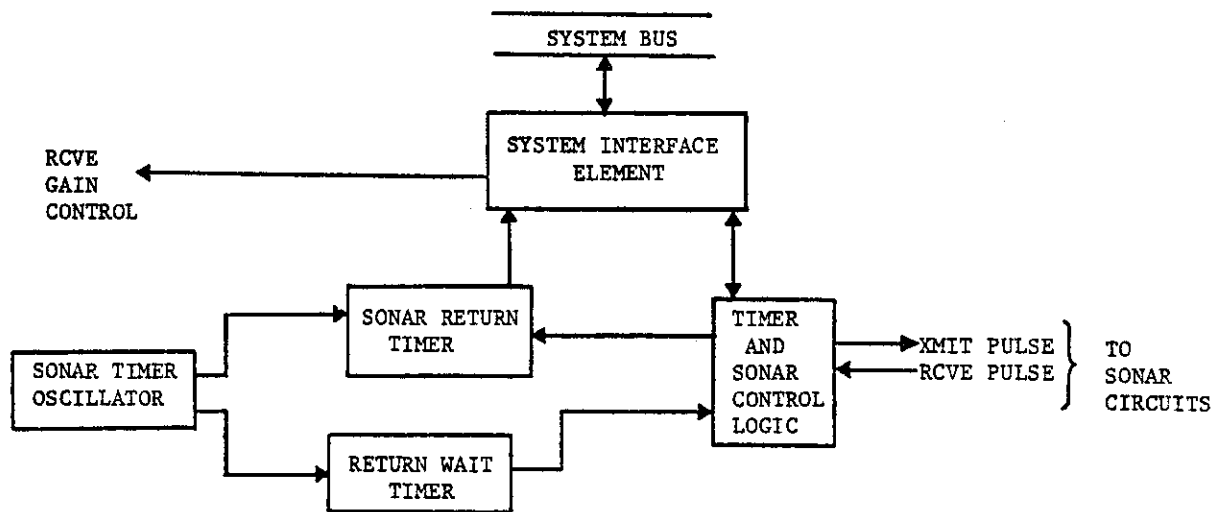 SYSTEM BUS
SYSTEM INTERFACE
ELEMENT
RCVE
GAIN
CONTROL
SONAR RETURN
TIMER
TIMER
AND
SONAR
CONTROL
LOGIC
XMIT PULSE
RCVE PULSE
TO
SONAR
CIRCUITS
SONAR TIMER
OSCILLATOR
RETURN WAIT
TIMER